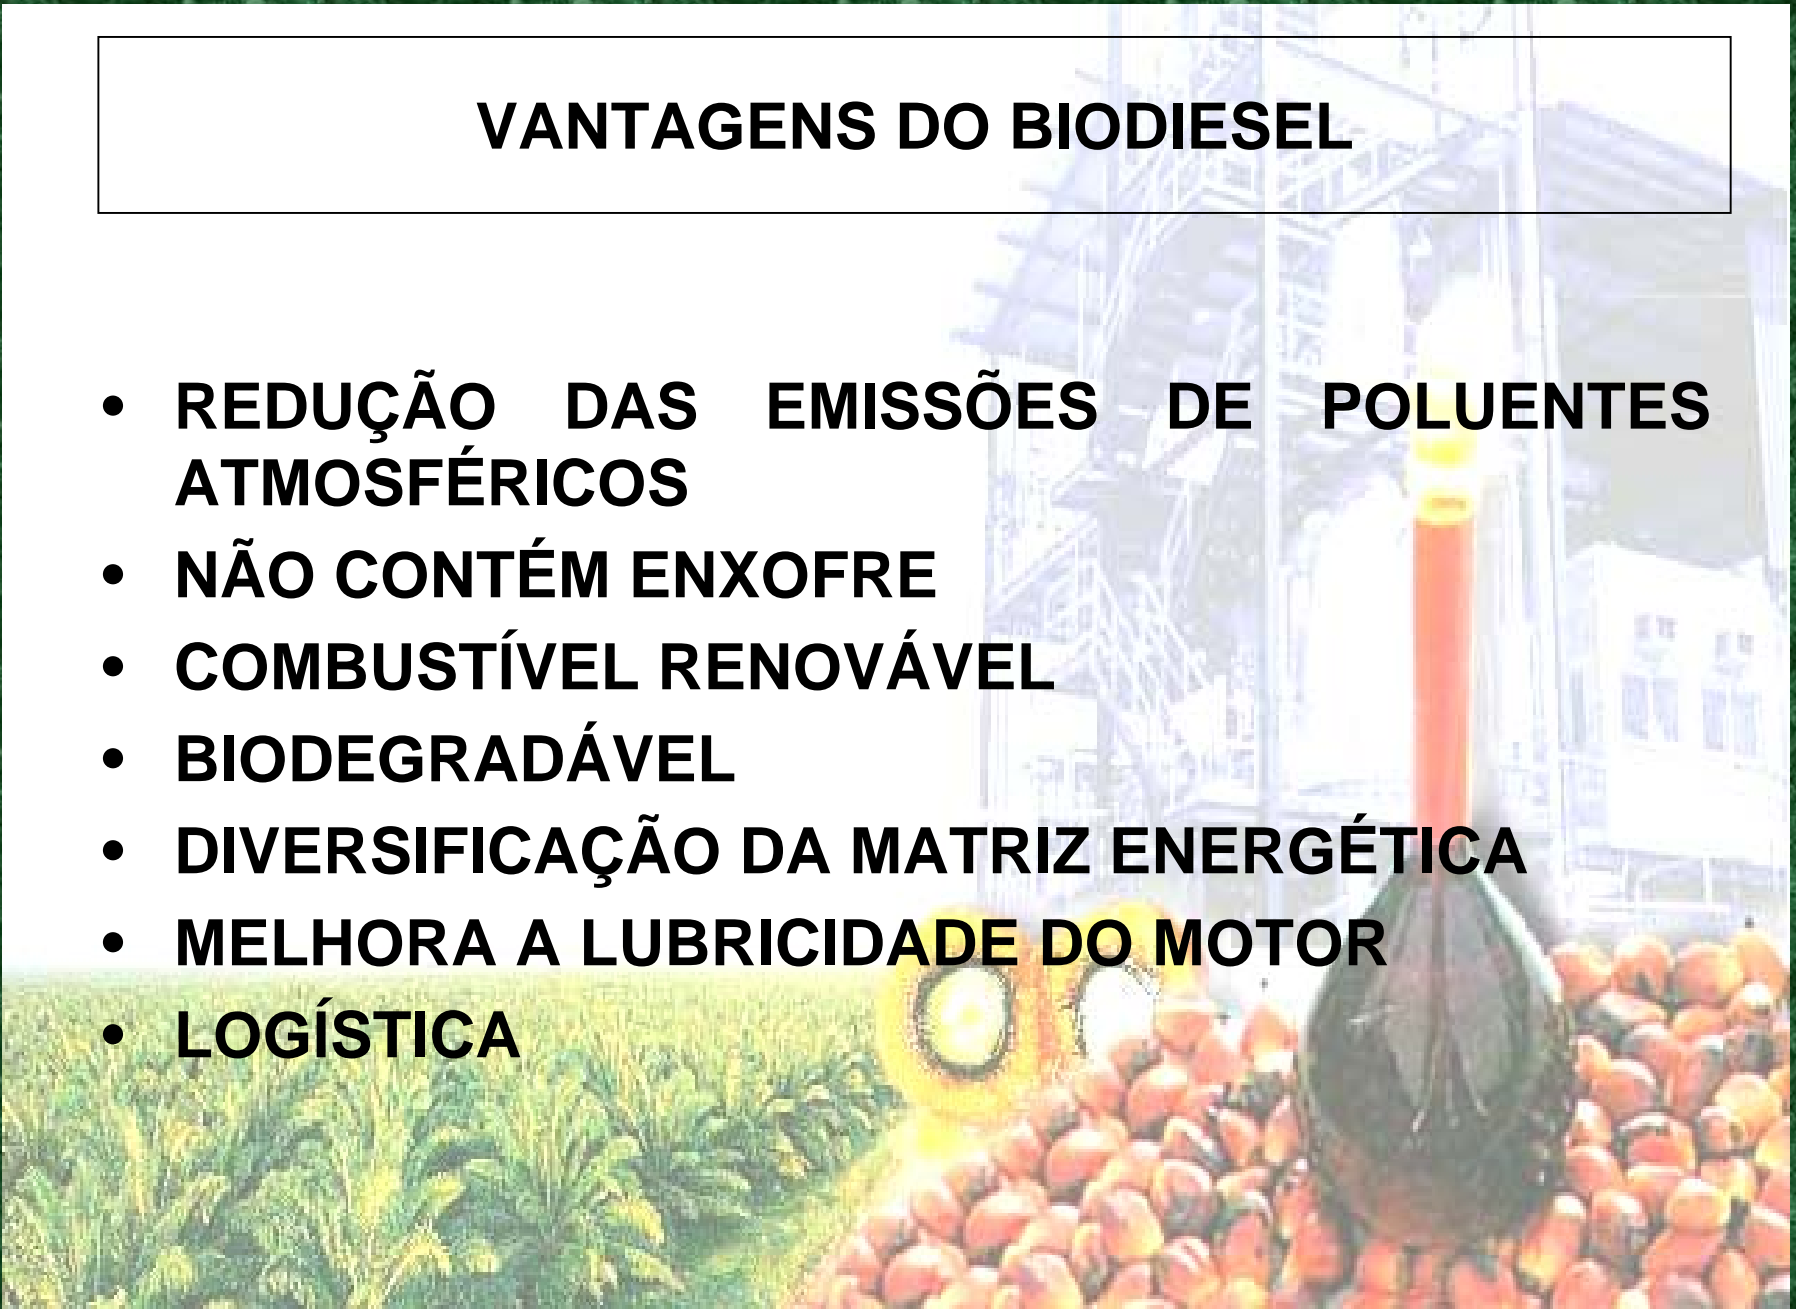 VANTAGENS DO BIODIESEL
• REDUÇÃO DAS EMISSÕES DE POLUENTES
ATMOSFÉRICOS
• NÃO CONTÉM ENXOFRE
• COMBUSTÍVEL RENOVÁVEL
• BIODEGRADÁVEL
• DIVERSIFICAÇÃO DA MATRIZ ENERGÉTICA
• MELHORA A LUBRICIDADE DO MOTOR
• LOGÍSTICA